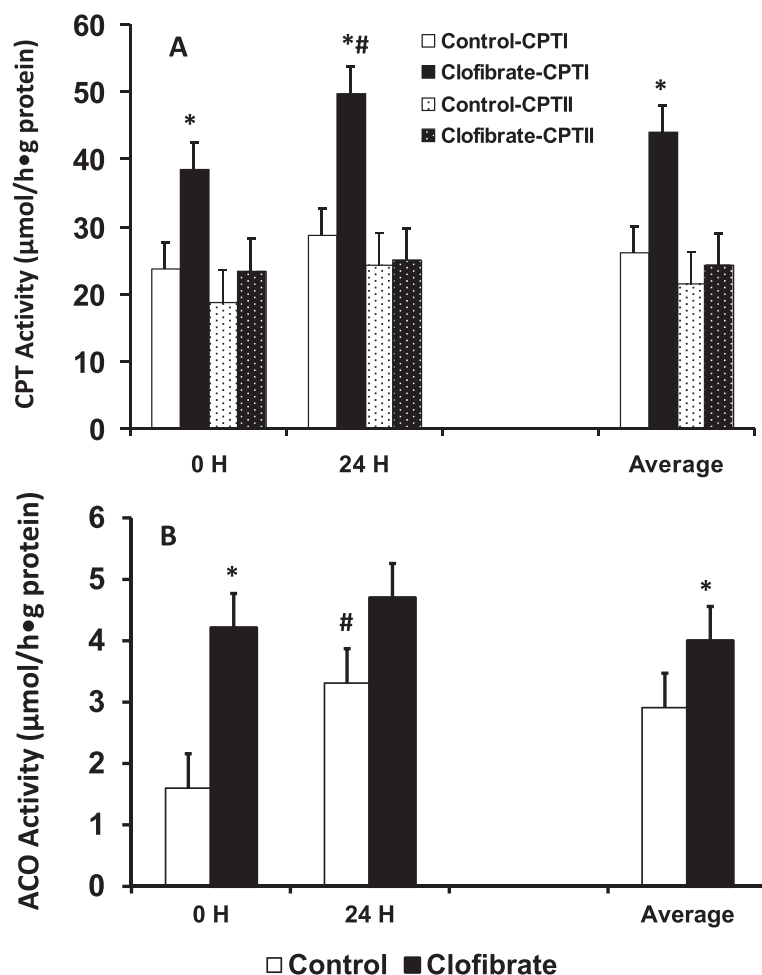 A
CPT Activity (µmol/h•g protein)
60
50
40
30
20
10
0
*
*#
*
Control-CPTI
Clofibrate-CPTI
Control-CPTII
Clofibrate-CPTII
0 H 24 H Average
B
ACO Activity (µmol/h•g protein)
6
5
4
3
2
1
0
*
#
*
0 H 24 H Average
Control Clofibrate